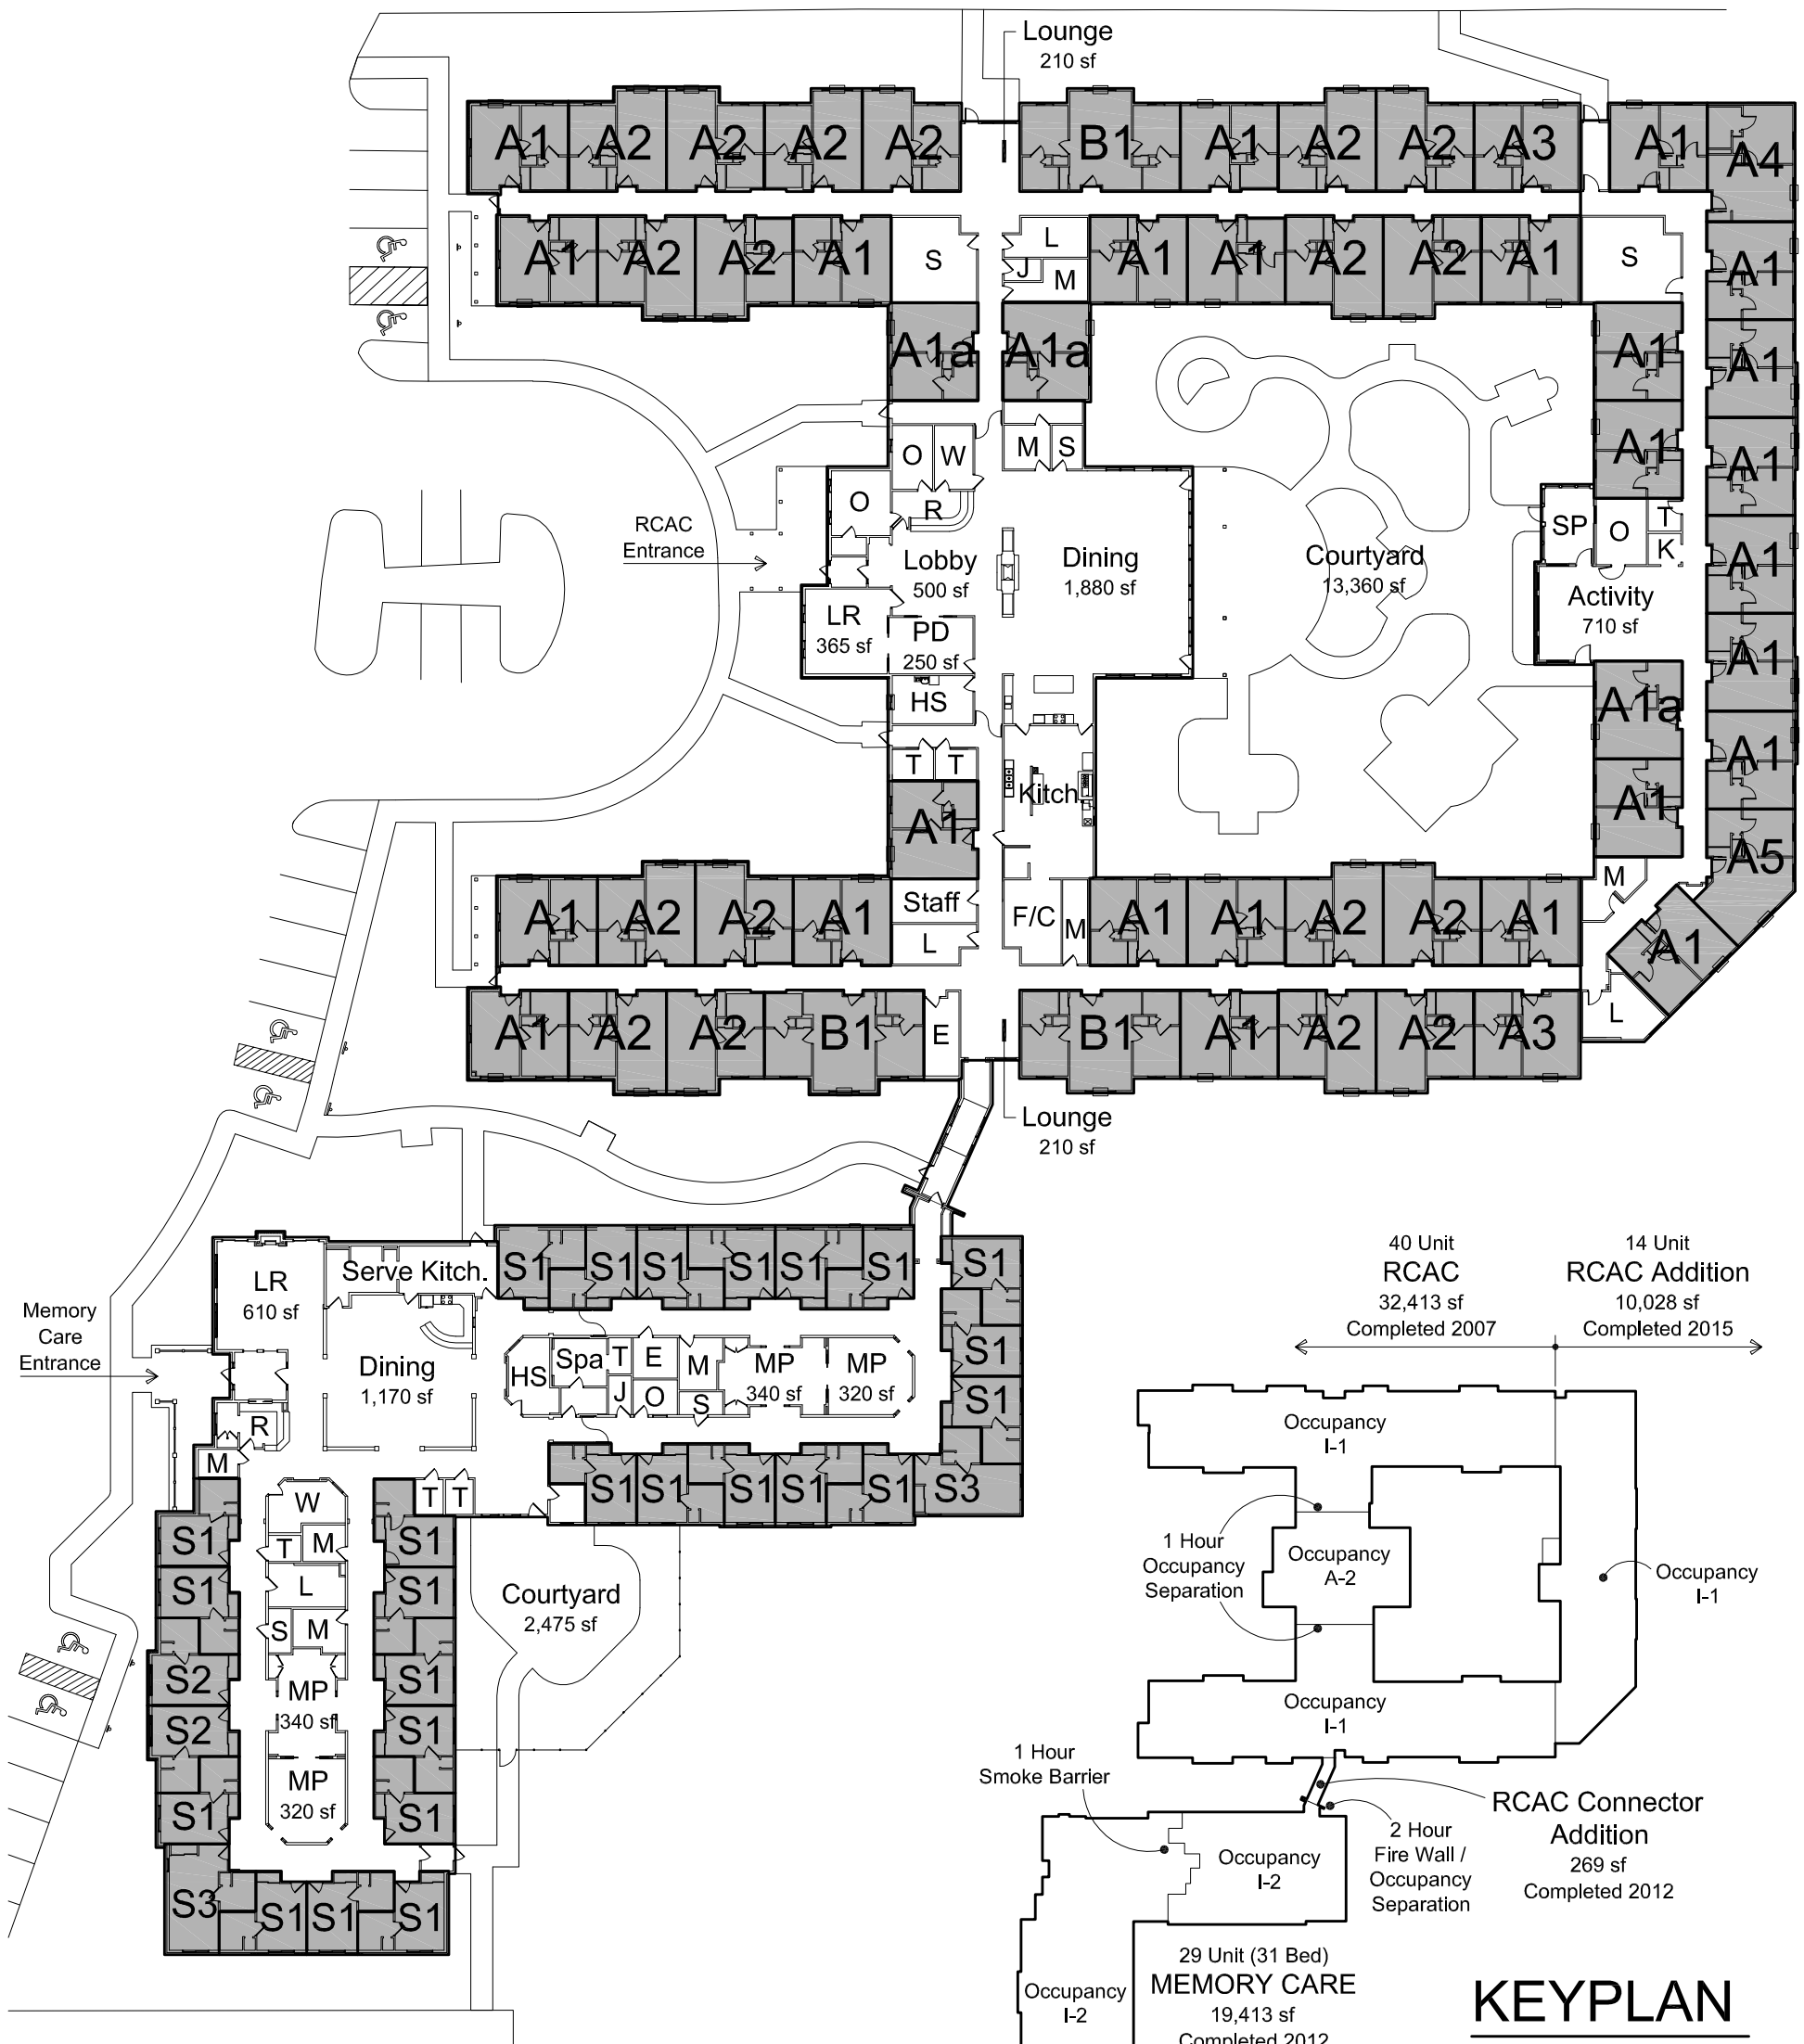 Lounge
210 sf
A1 A2 A2 A2 A2 B1 A1 A2 A2 A3 A1 A4
A1 A2 A2 A1 S L J M A1 A1 A2 A2 A1 S A1
A1a A1a A1 A1
O W M S A1 A1
O R
RCAC
Entrance
Lobby
500 sf
Dining
1,880 sf
Courtyard
13,360 sf
SP O T K A1
Activity
710 sf
LR
365 sf
PD
250 sf
A1
HS
A1a A1
T T
Kitch.
A1 A1 A5
Staff
L
F/C M
A1 A2 A2 A1 A1 A1 A2 A2 A1 M A1
A1 A2 A2 B1 E B1 A1 A2 A2 A3 L
Lounge
210 sf
LR
610 sf
Serve Kitch.
S1 S1 S1 S1 S1 S1 S1
Memory
Care
Entrance
Dining
1,170 sf
HS Spa T E M
J O S
MP
340 sf
MP
320 sf
S1
S1
R
M
S1 S1 S1 S1 S1 S3
T T
W
T M
S1 S1
L
S1 S1
S M
Courtyard
2,475 sf
S2 S1
MP
340 sf
S2 S1
MP
320 sf
S1 S1
S3 S1 S1 S1
40 Unit
RCAC
32,413 sf
Completed 2007
14 Unit
RCAC Addition
10,028 sf
Completed 2015
Occupancy
I-1
1 Hour
Occupancy
Separation
Occupancy
A-2
Occupancy
I-1
Occupancy
I-1
1 Hour
Smoke Barrier
RCAC Connector
Addition
269 sf
Completed 2012
2 Hour
Fire Wall /
Occupancy
Separation
Occupancy
I-2
29 Unit (31 Bed)
MEMORY CARE
19,413 sf
Completed 2012
Occupancy
I-2
KEYPLAN